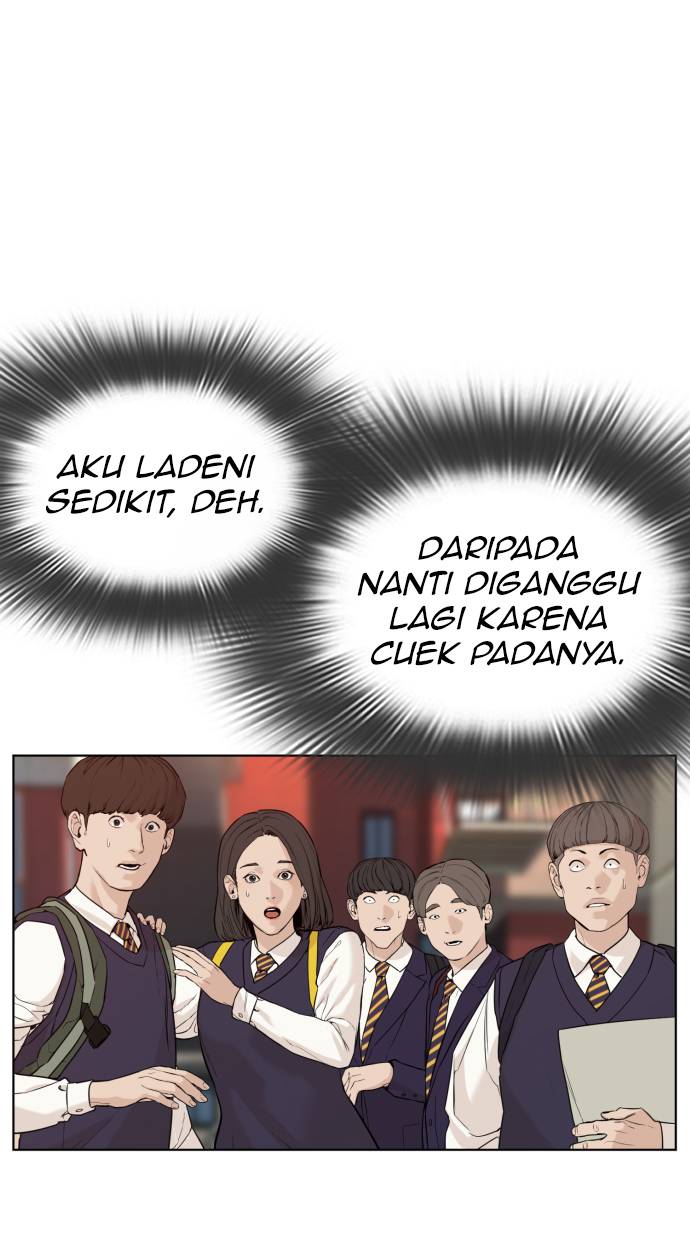 AKU LADENI
SEDIKIT, DEH.
DARIPADA
NANTI DIGANGGU
LAGI KARENA
CUEK PADANYA.